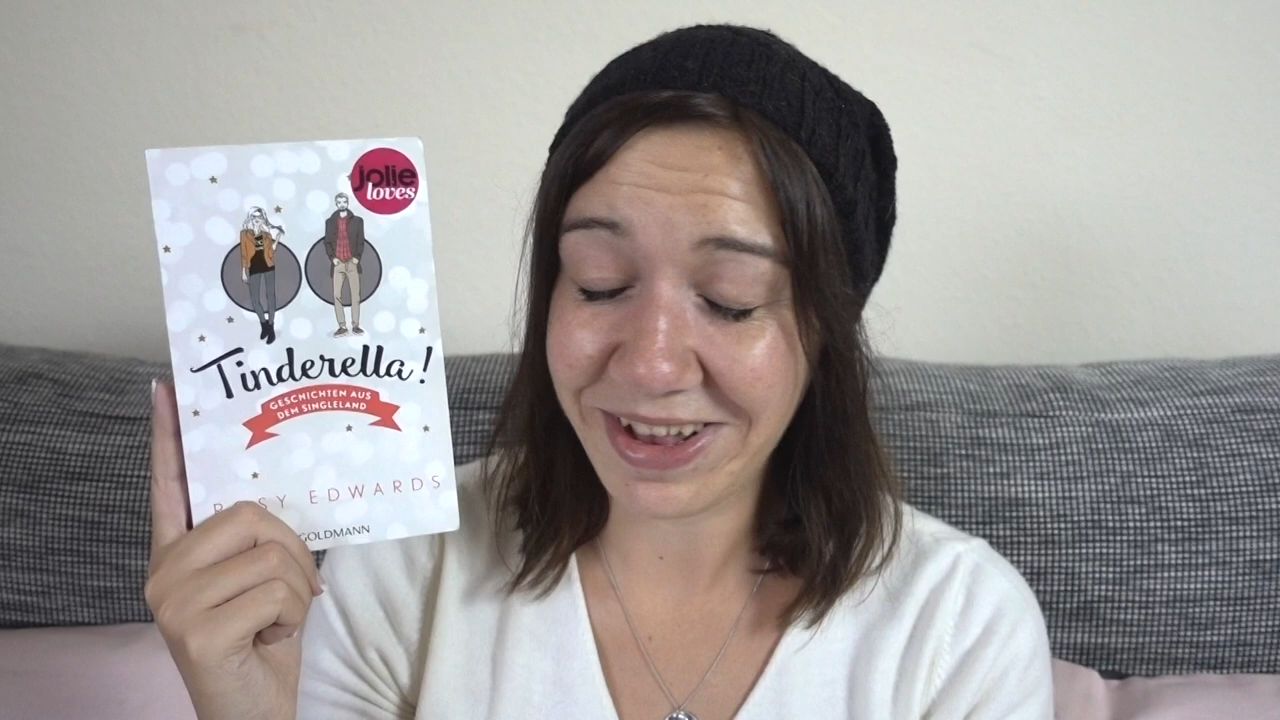 Jolie
loves
Tinderella!
GESCHICHTEN AUS
DEM SINGLELAND
EDWARDS
GOLDMANN